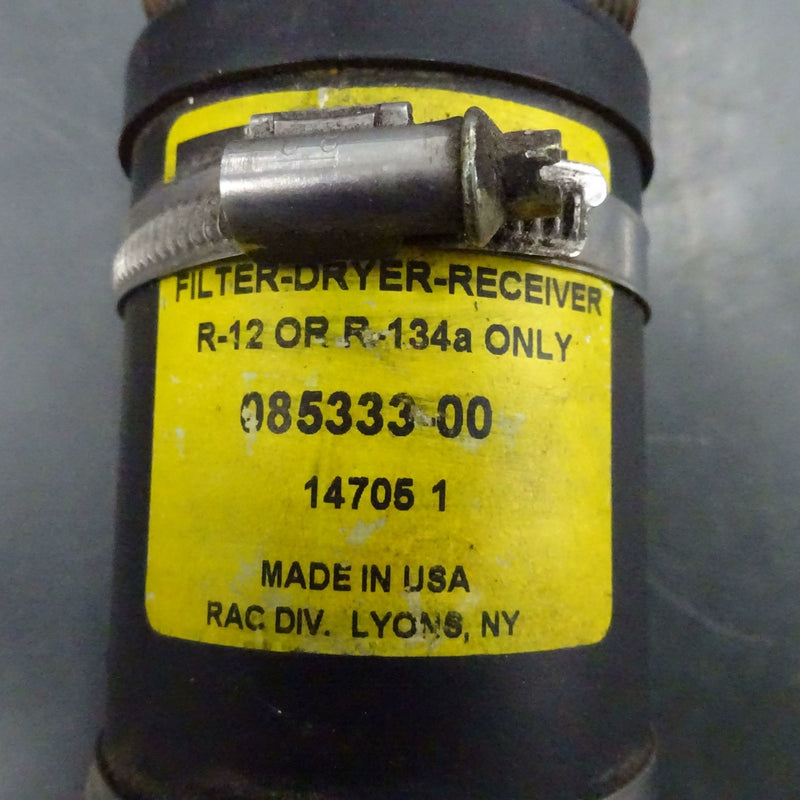 FILTER-DRYER-RECEIVER
R-12 OR R-134a ONLY
085333-00
14705 1
MADE IN USA
RAC DIV. LYONS, NY